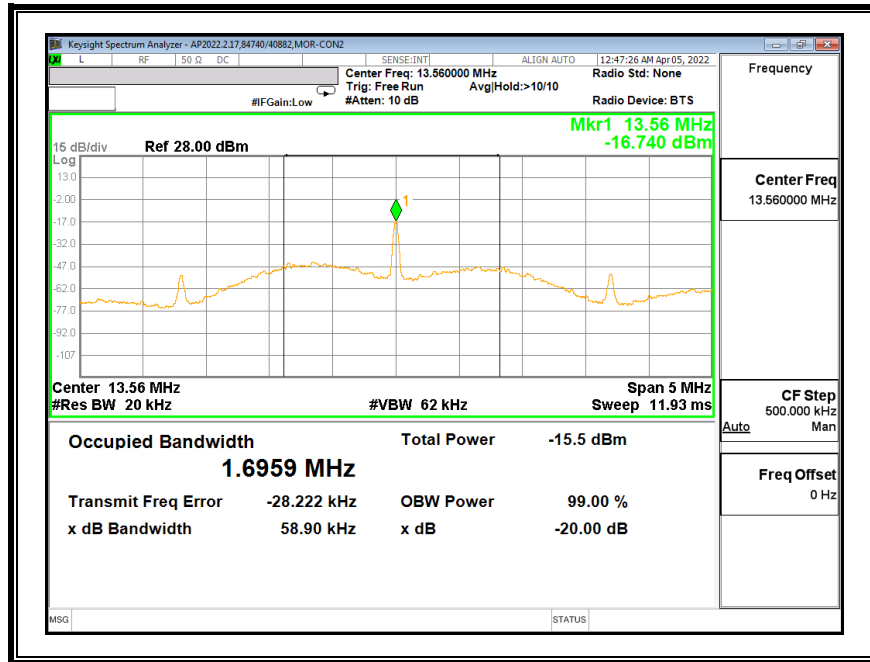 Keysight Spectrum Analyzer - AP2022.2.17,84740/40882,MOR-CON2
LXI L RF 50 Ω DC SENSE:INT ALIGN AUTO 12:47:26 AM Apr 05, 2022
Center Freq: 13.560000 MHz Radio Std: None
Trig: Free Run Avg|Hold:>10/10
#IFGain:Low #Atten: 10 dB Radio Device: BTS
Mkr1 13.56 MHz
15 dB/div Ref 28.00 dBm -16.740 dBm
Log
13.0
-2.00
1
-17.0
-32.0
-47.0
-62.0
-77.0
-92.0
-107
Center 13.56 MHz Span 5 MHz
#Res BW 20 kHz #VBW 62 kHz Sweep 11.93 ms
Occupied Bandwidth Total Power -15.5 dBm
1.6959 MHz
Transmit Freq Error -28.222 kHz OBW Power 99.00 %
x dB Bandwidth 58.90 kHz x dB -20.00 dB
MSG STATUS
Frequency
Center Freq
13.560000 MHz
CF Step
500.000 kHz
Auto Man
Freq Offset
0 Hz